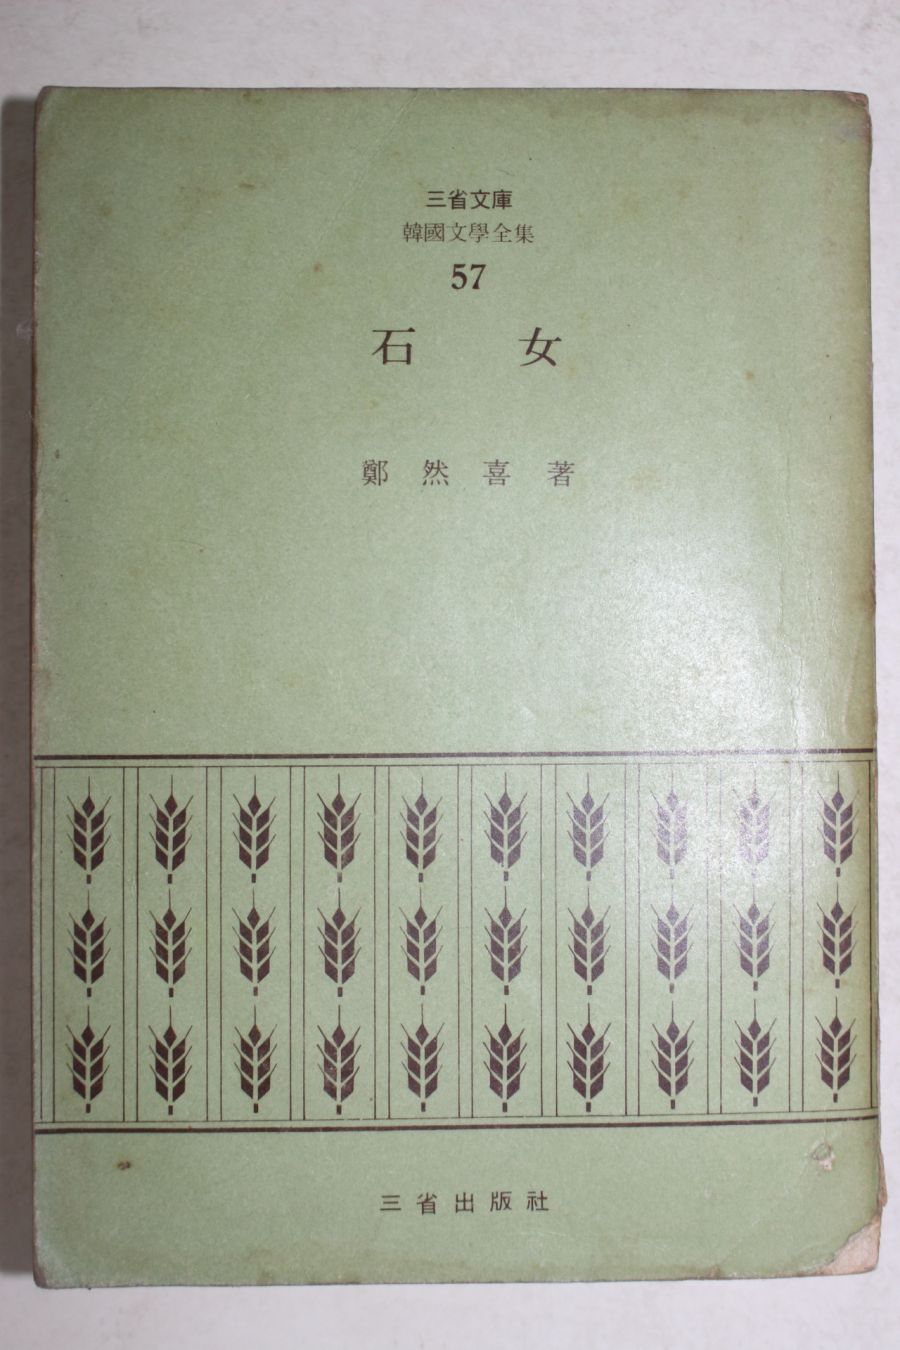 三省文庫
韓國文學全集
57
石 女
鄭然喜著
三省出版社